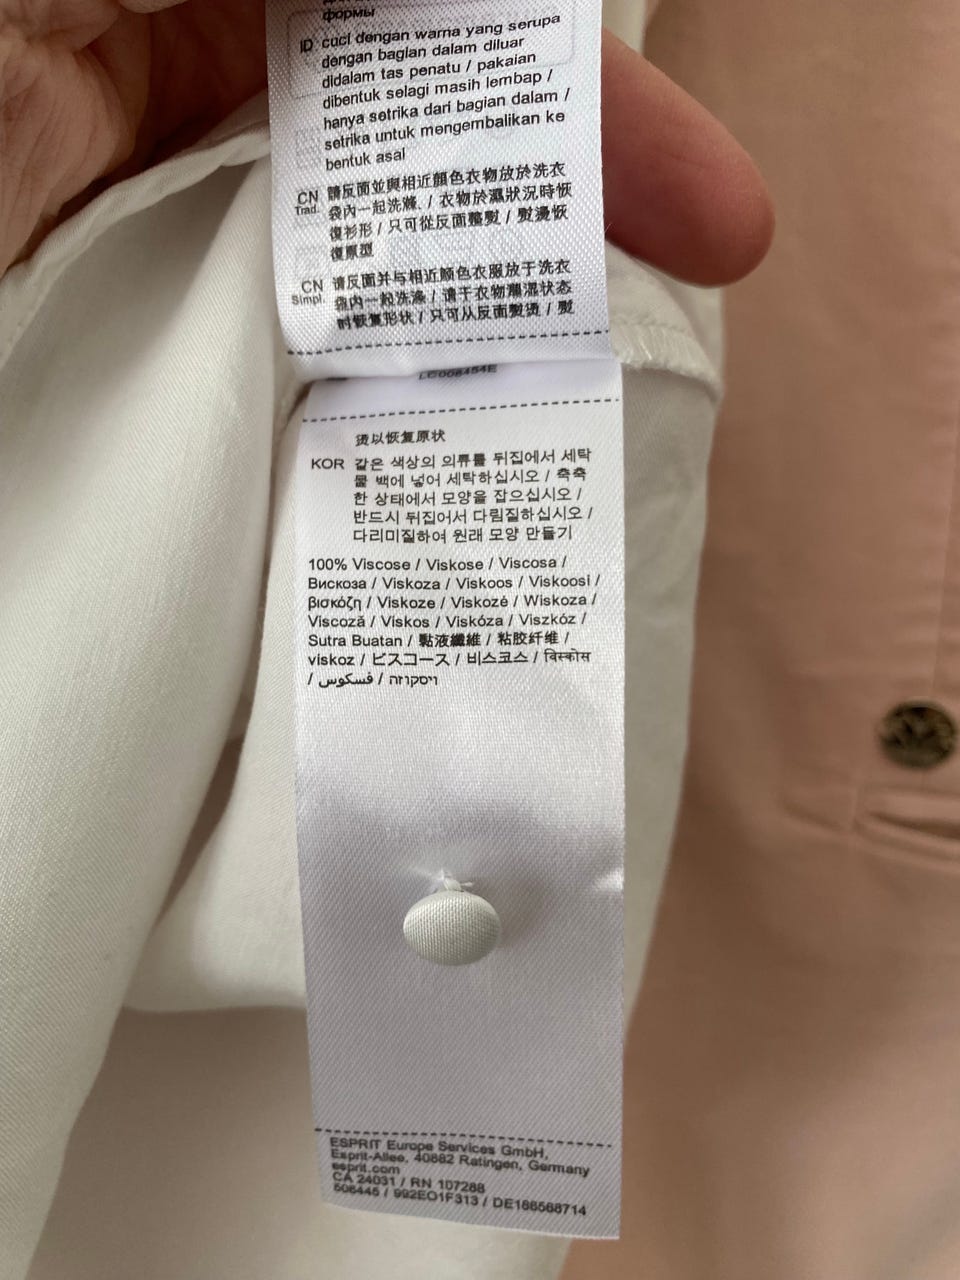 формы
ID cuci dengan warna yang serupa
dengan bagian dalam diluar
didalam tas penatu / pakaian
dibentuk selagi masih lembap /
hanya setrika dari bagian dalam /
setrika untuk mengembalikan ke
bentuk asal
CN Trad. 請反面並與相近顏色衣物放於洗衣
袋內一起洗滌 / 衣物於濕狀況時恢
復衫形 / 只可從反面整熨 / 熨燙恢
復原型
CN Simpl. 请反面并与相近颜色衣服放于洗衣
袋内一起洗涤 / 请于衣物潮湿状态
时恢复形状 / 只可从反面熨烫 / 熨
LC008454E
烫以恢复原状
KOR 같은 색상의 의류를 뒤집에서 세탁
물 백에 넣어 세탁하십시오 / 축축
한 상태에서 모양을 잡으십시오 /
반드시 뒤집어서 다림질하십시오 /
다리미질하여 원래 모양 만들기
100% Viscose / Viskose / Viscosa /
Вискоза / Viskoza / Viskoos / Viskoosi /
βισκόζη / Viskoze / Viskozė / Wiskoza /
Viscoză / Viskos / Viskóza / Viszkóz /
Sutra Buatan / 黏液纖維 / 粘胶纤维 /
viskoz / ビスコース / 비스코스 / विस्कोस
/ فسكوس / ויסקוזה
ESPRIT Europe Services GmbH,
Esprit-Allee, 40882 Ratingen, Germany
esprit.com
CA 24031 / RN 107288
508445 / 992EO1F313 / DE186568714